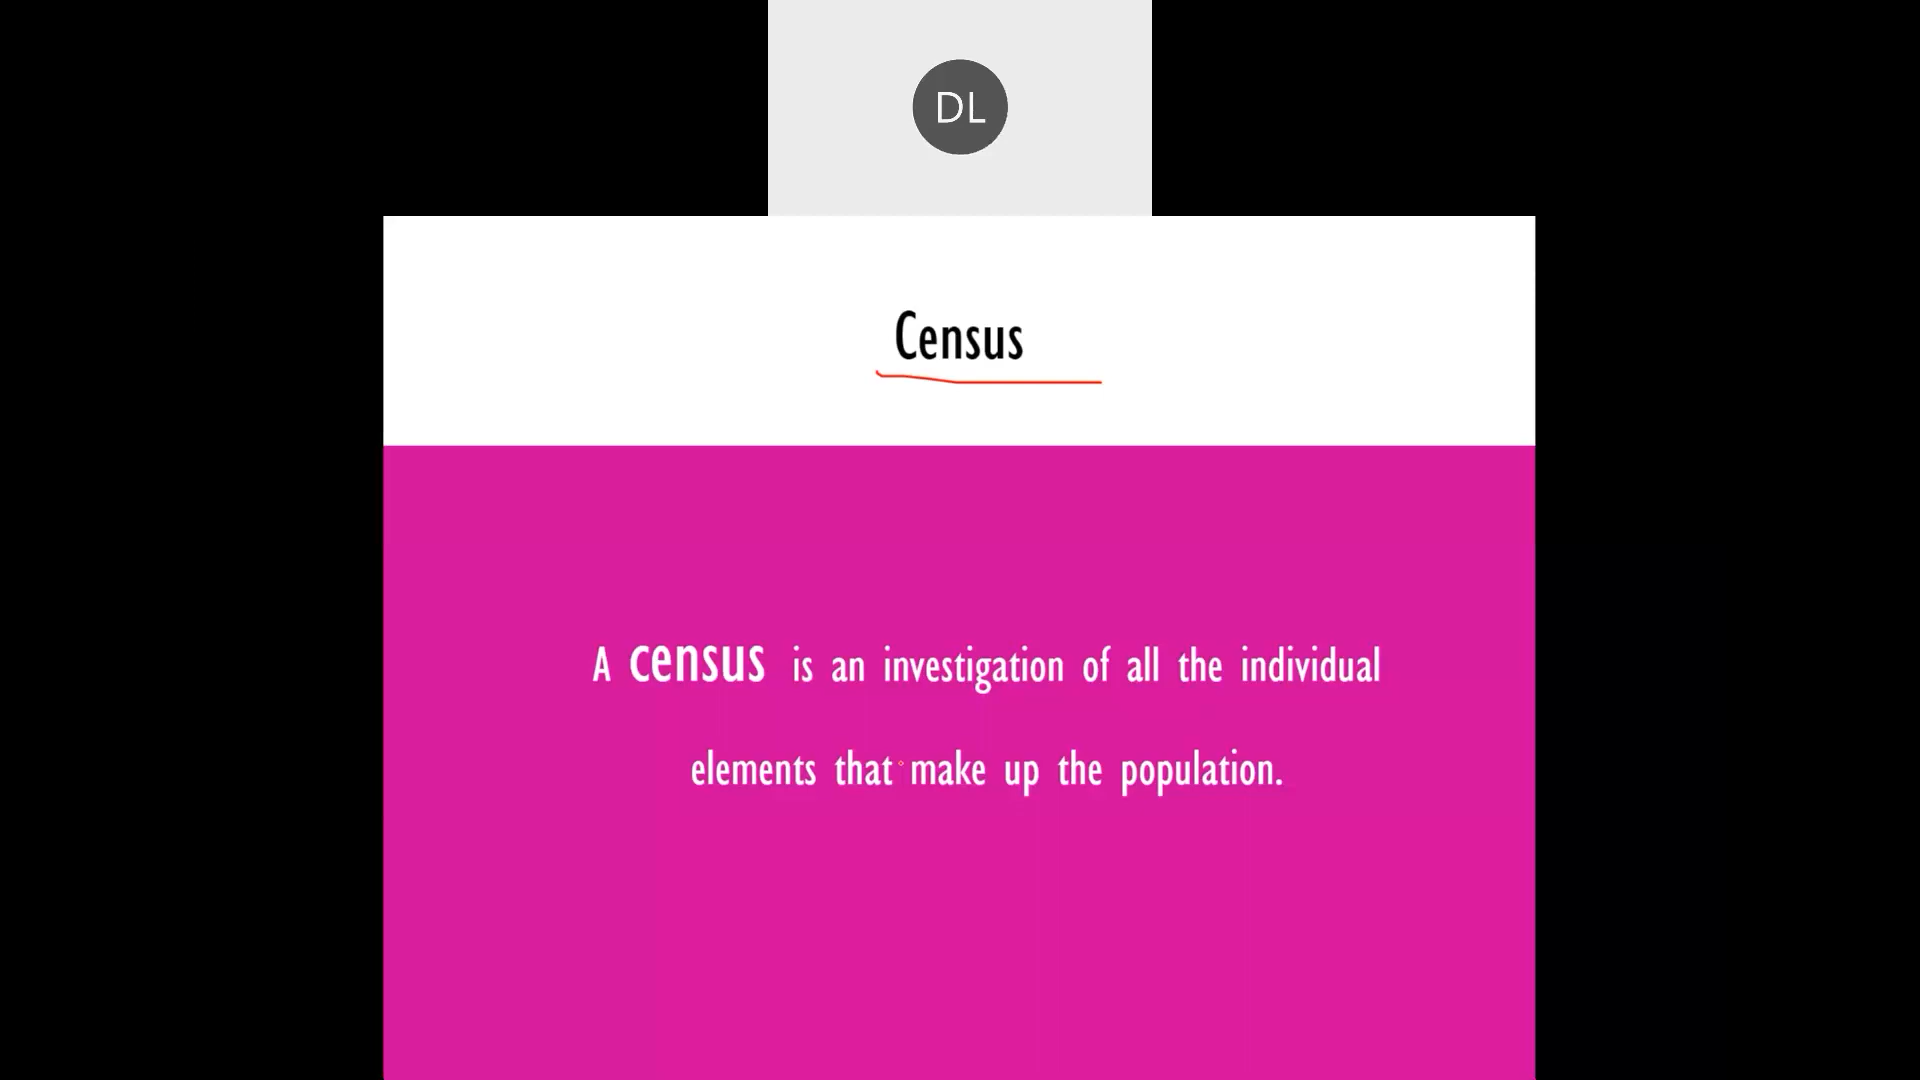 DL
Census
A census is an investigation of all the individual
elements that make up the population.